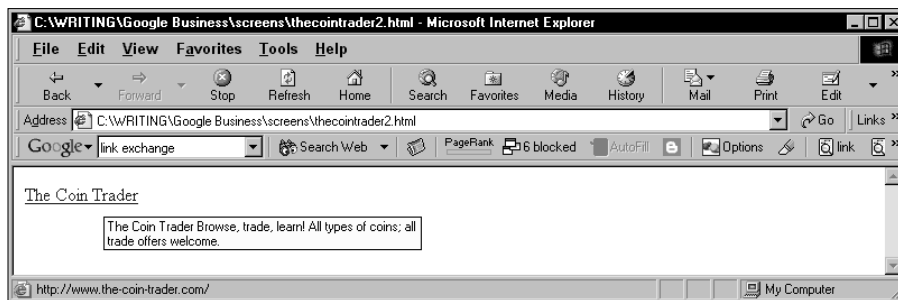 C:\WRITING\Google Business\screens\thecointrader2.html - Microsoft Internet Explorer
File Edit View Favorites Tools Help
Back Forward Stop Refresh Home Search Favorites Media History Mail Print Edit
Address C:\WRITING\Google Business\screens\thecointrader2.html Go Links
Google link exchange Search Web PageRank 6 blocked AutoFill Options link
The Coin Trader
The Coin Trader Browse, trade, learn! All types of coins; all
trade offers welcome.
http://www.the-coin-trader.com/ My Computer